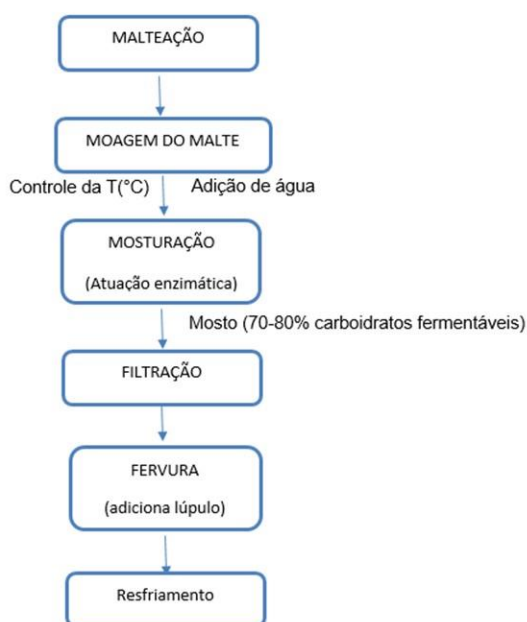 MALTEAÇÃO
MOAGEM DO MALTE
Controle da T(°C) Adição de água
MOSTURAÇÃO
(Atuação enzimática)
Mosto (70-80% carboidratos fermentáveis)
FILTRAÇÃO
FERVURA
(adiciona lúpulo)
Resfriamento